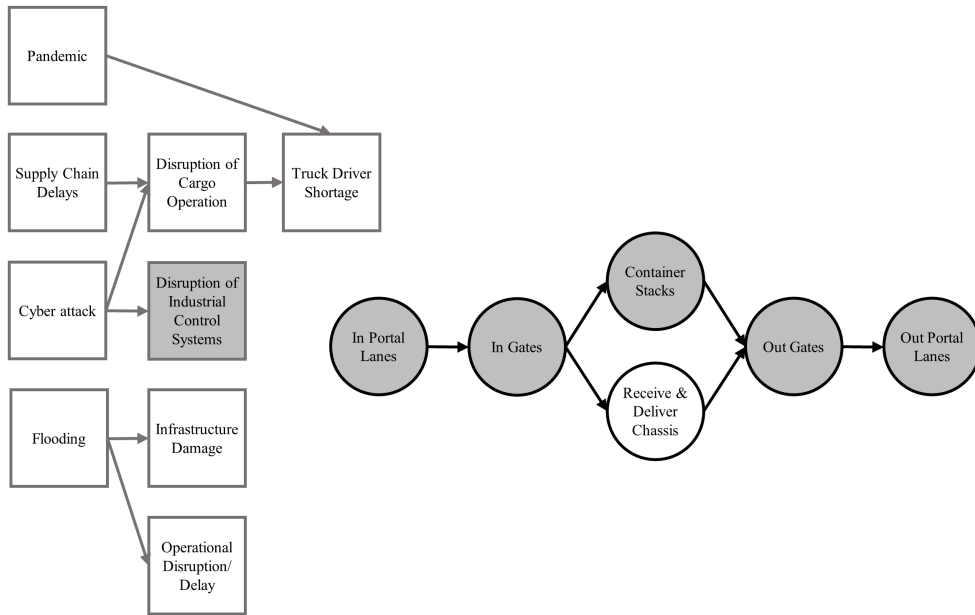 Pandemic
Supply Chain
Delays
Disruption of
Cargo
Operation
Truck Driver
Shortage
Cyber attack
Disruption of
Industrial
Control
Systems
Flooding
Infrastructure
Damage
Operational
Disruption/
Delay
In Portal
Lanes
In Gates
Container
Stacks
Receive &
Deliver
Chassis
Out Gates
Out Portal
Lanes